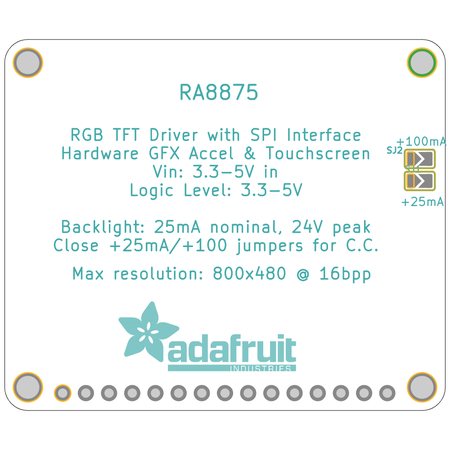 RA8875
RGB TFT Driver with SPI Interface
Hardware GFX Accel & Touchscreen
Vin: 3.3-5V in
Logic Level: 3.3-5V
+100mA
SJ2
+25mA
Backlight: 25mA nominal, 24V peak
Close +25mA/+100 jumpers for C.C.
Max resolution: 800x480 @ 16bpp
adafruit
INDUSTRIES